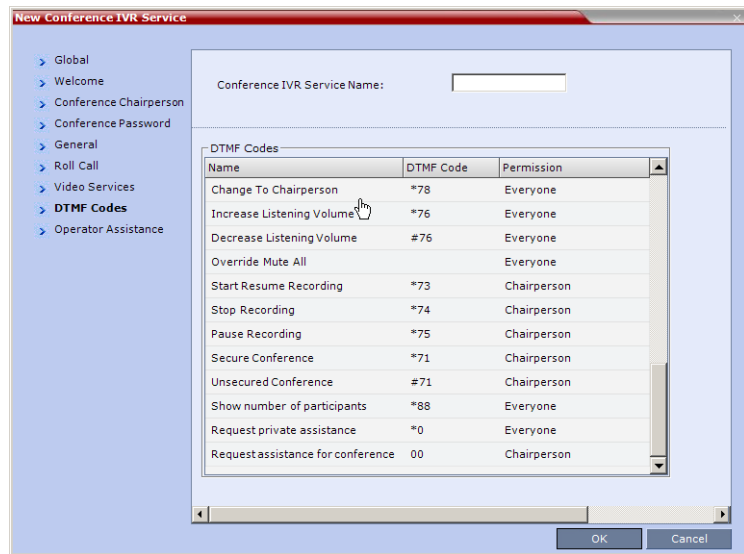 New Conference IVR Service
Global
Welcome
Conference Chairperson
Conference Password
General
Roll Call
Video Services
DTMF Codes
Operator Assistance
Conference IVR Service Name:
DTMF Codes
Name DTMF Code Permission
Change To Chairperson *78 Everyone
Increase Listening Volume *76 Everyone
Decrease Listening Volume #76 Everyone
Override Mute All Everyone
Start Resume Recording *73 Chairperson
Stop Recording *74 Chairperson
Pause Recording *75 Chairperson
Secure Conference *71 Chairperson
Unsecured Conference #71 Chairperson
Show number of participants *88 Everyone
Request private assistance *0 Everyone
Request assistance for conference 00 Chairperson
OK Cancel